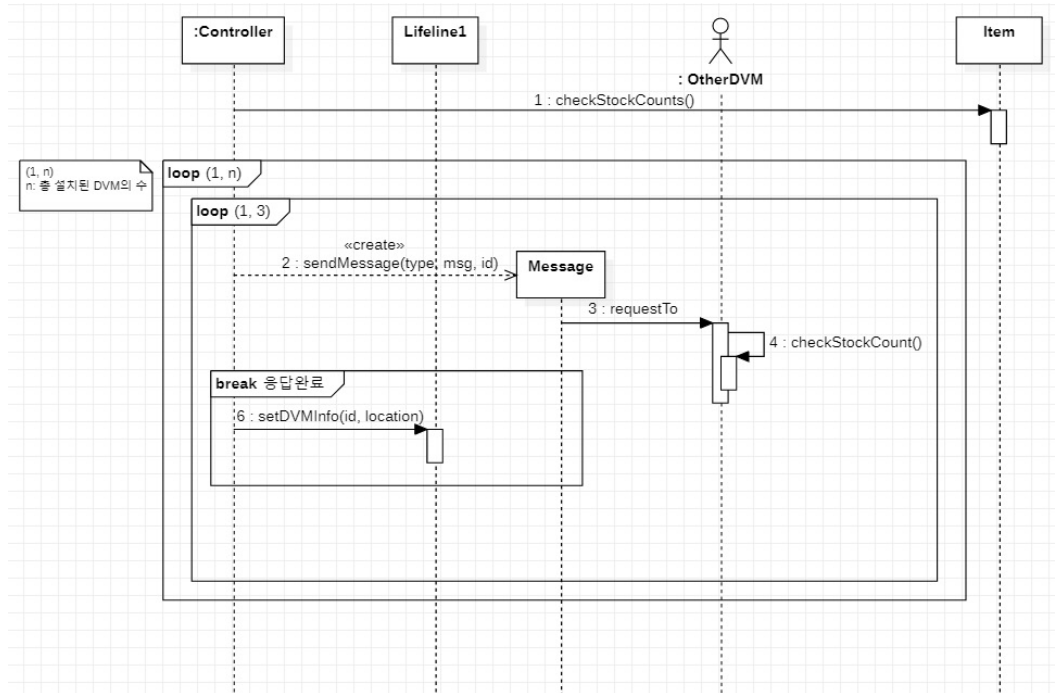 :Controller
Lifeline1
: OtherDVM
Item
1 : checkStockCounts()
(1, n)
n: 총 설치된 DVM의 수
loop (1, n)
loop (1, 3)
«create»
2 : sendMessage(type, msg, id)
Message
3 : requestTo
4 : checkStockCount()
break 응답완료
6 : setDVMInfo(id, location)